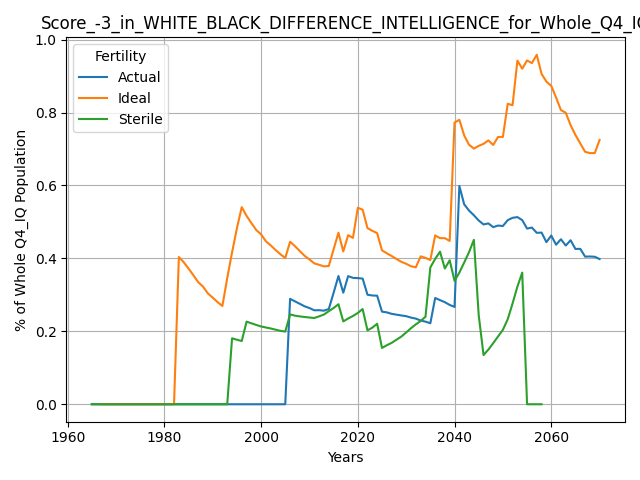 Score_-3_in_WHITE_BLACK_DIFFERENCE_INTELLIGENCE_for_Whole_Q4_IQ
Fertility
Actual
Ideal
Sterile
% of Whole Q4_IQ Population
1.0
0.8
0.6
0.4
0.2
0.0
1960 1980 2000 2020 2040 2060
Years